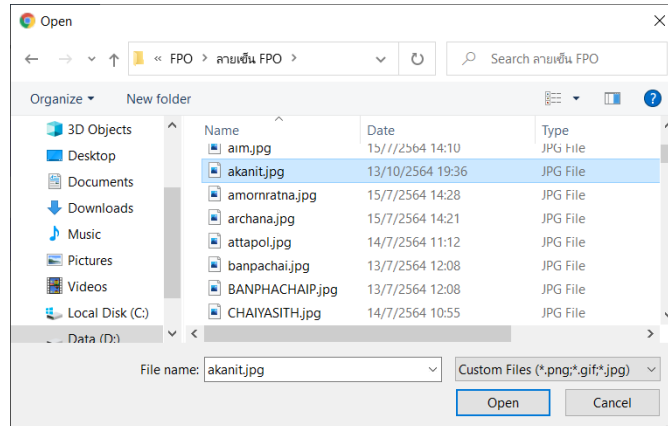 Open
« FPO > ลายเซ็น FPO >
Search ลายเซ็น FPO
Organize
New folder
3D Objects
Desktop
Documents
Downloads
Music
Pictures
Videos
Local Disk (C:)
Data (D:)
Name Date Type
aim.jpg 15/7/2564 14:10 JPG File
akanit.jpg 13/10/2564 19:36 JPG File
amornratna.jpg 15/7/2564 14:28 JPG File
archana.jpg 15/7/2564 14:21 JPG File
attapol.jpg 14/7/2564 11:12 JPG File
banpachai.jpg 13/7/2564 12:08 JPG File
BANPHACHAIP.jpg 13/7/2564 12:08 JPG File
CHAIYASITH.jpg 14/7/2564 10:55 JPG File
File name: akanit.jpg
Custom Files (*.png;*.gif;*.jpg)
Open Cancel